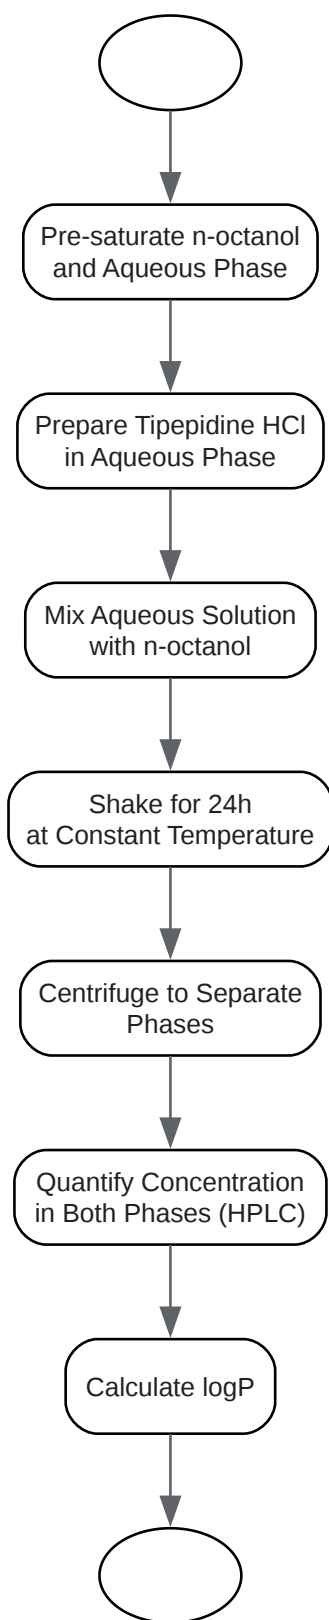 Pre-saturate n-octanol
and Aqueous Phase
Prepare Tipepidine HCl
in Aqueous Phase
Mix Aqueous Solution
with n-octanol
Shake for 24h
at Constant Temperature
Centrifuge to Separate
Phases
Quantify Concentration
in Both Phases (HPLC)
Calculate logP